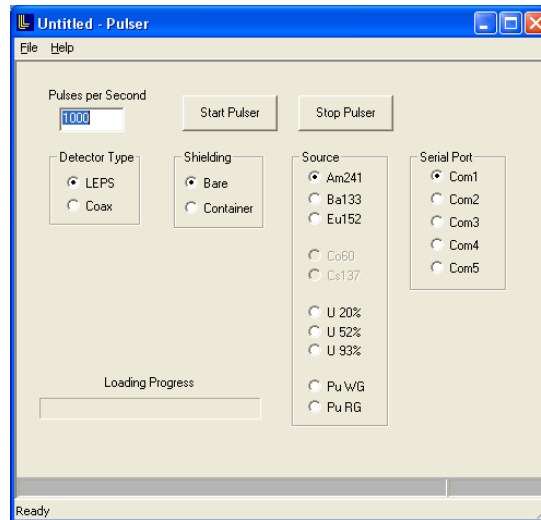 Untitled - Pulser
File Help
Pulses per Second
1000
Start Pulser
Stop Pulser
Detector Type
LEPS
Coax
Shielding
Bare
Container
Source
Am241
Ba133
Eu152
Co60
Cs137
U 20%
U 52%
U 93%
Pu WG
Pu RG
Serial Port
Com1
Com2
Com3
Com4
Com5
Loading Progress
Ready